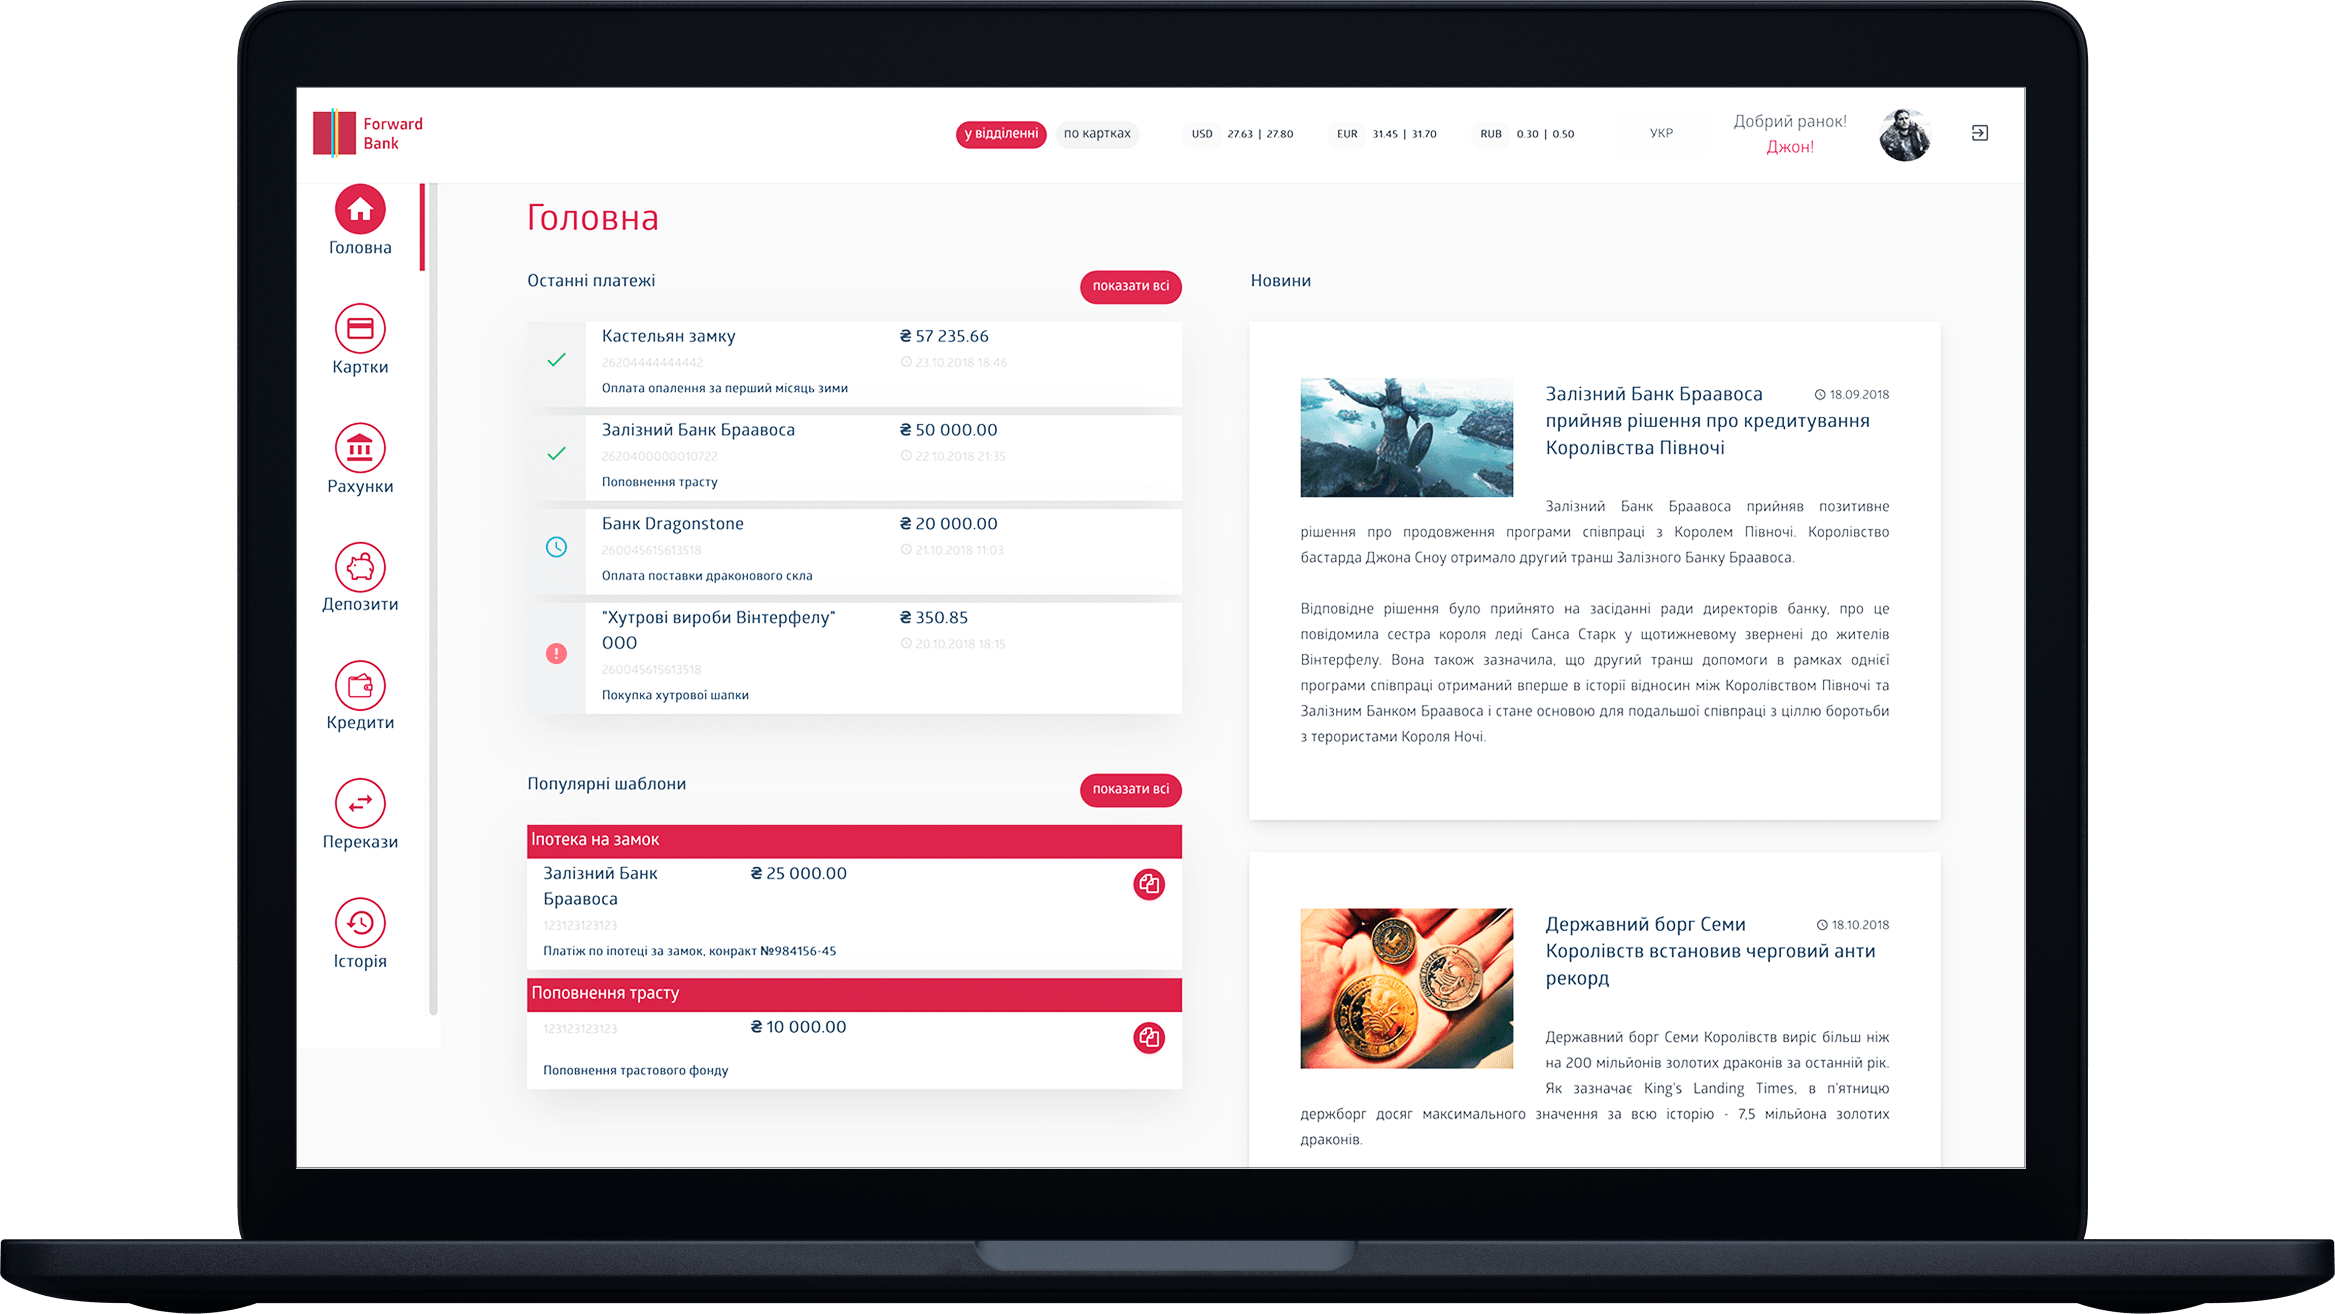 Forward
Bank
у відділенні
по картках
USD 27.63 | 27.80
EUR 31.45 | 31.70
RUB 0.30 | 0.50
УКР
Добрий ранок!
Джон!
Головна
Картки
Рахунки
Депозити
Кредити
Перекази
Історія
Головна
Останні платежі
показати всі
Кастельян замку
₴ 57 235.66
26204444444442
23.10.2018 18:46
Оплата опалення за перший місяць зими
Залізний Банк Браавоса
₴ 50 000.00
2620400000010722
22.10.2018 21:35
Поповнення трасту
Банк Dragonstone
₴ 20 000.00
260045615613518
21.10.2018 11:03
Оплата поставки драконового скла
"Хутрові вироби Вінтерфелу"
ООО
₴ 350.85
20.10.2018 18:15
260045615613518
Покупка хутрової шапки
Популярні шаблони
показати всі
Іпотека на замок
Залізний Банк
Браавоса
₴ 25 000.00
123123123123
Платіж по іпотеці за замок, конракт №984156-45
Поповнення трасту
123123123123
₴ 10 000.00
Поповнення трастового фонду
Новини
Залізний Банк Браавоса
18.09.2018
прийняв рішення про кредитування
Королівства Півночі
Залізний Банк Браавоса прийняв позитивне
рішення про продовження програми співпраці з Королем Півночі. Королівство
бастарда Джона Сноу отримало другий транш Залізного Банку Браавоса.
Відповідне рішення було прийнято на засіданні ради директорів банку, про це
повідомила сестра короля леді Санса Старк у щотижневому звернені до жителів
Вінтерфелу. Вона також зазначила, що другий транш допомоги в рамках однієї
програми співпраці отриманий вперше в історії відносин між Королівством Півночі та
Залізним Банком Браавоса і стане основою для подальшої співпраці з ціллю боротьби
з терористами Короля Ночі.
Державний борг Семи
18.10.2018
Королівств встановив черговий анти
рекорд
Державний борг Семи Королівств виріс більш ніж
на 200 мільйонів золотих драконів за останній рік.
Як зазначає King's Landing Times, в п'ятницю
держборг досяг максимального значення за всю історію - 7,5 мільйона золотих
драконів.